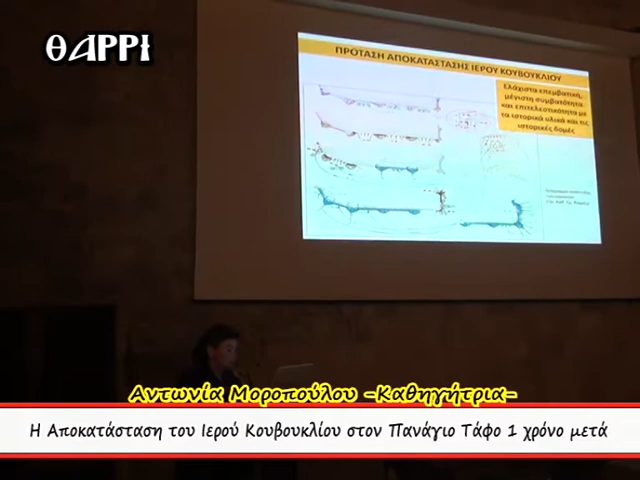 ΘΑΡΡΙ
ΠΡΟΤΑΣΗ ΑΠΟΚΑΤΑΣΤΑΣΗΣ ΙΕΡΟΥ ΚΟΥΒΟΥΚΛΙΟΥ
Ελάχιστα επεμβατική,
μέγιστη συμβατότητα
και επιτελεστικότητα με
τα ιστορικά υλικά και τις
ιστορικές δομές
Αντωνία Μοροπούλου -Καθηγήτρια-
Η Αποκατάσταση του Ιερού Κουβουκλίου στον Πανάγιο Τάφο 1 χρόνο μετά